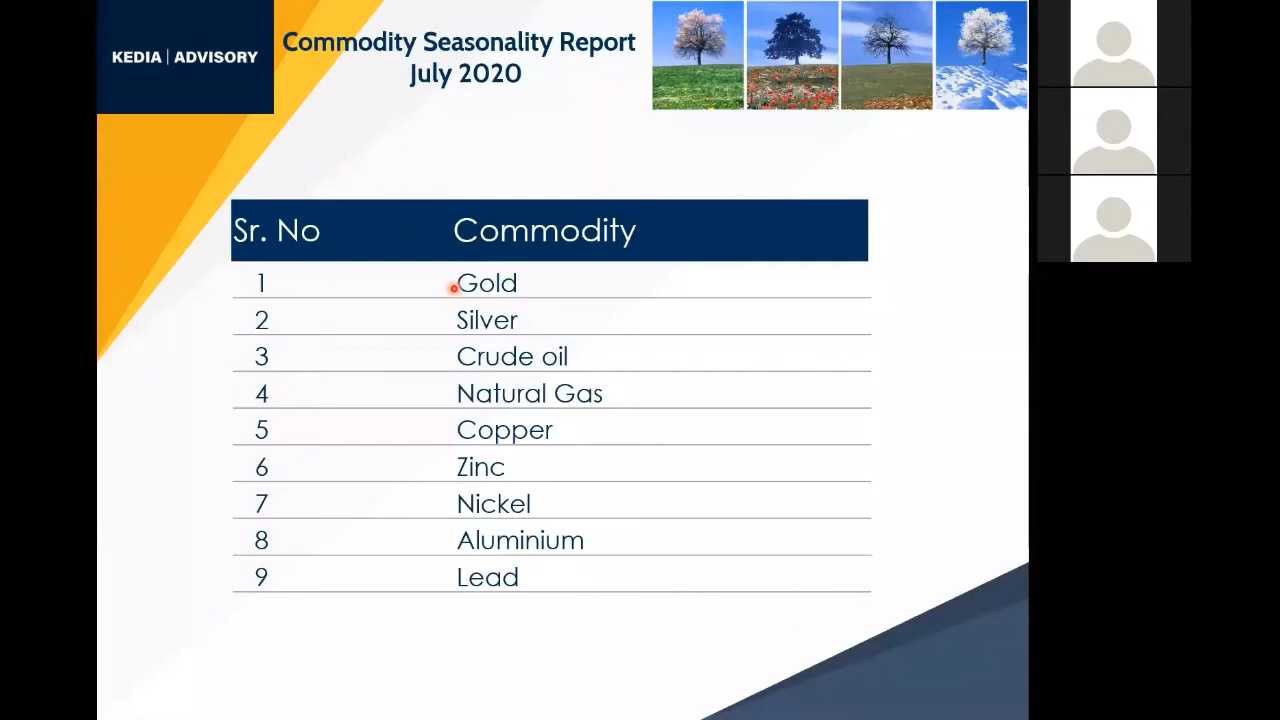 KEDIA | ADVISORY
Commodity Seasonality Report
July 2020
Sr. No Commodity
1 Gold
2 Silver
3 Crude oil
4 Natural Gas
5 Copper
6 Zinc
7 Nickel
8 Aluminium
9 Lead